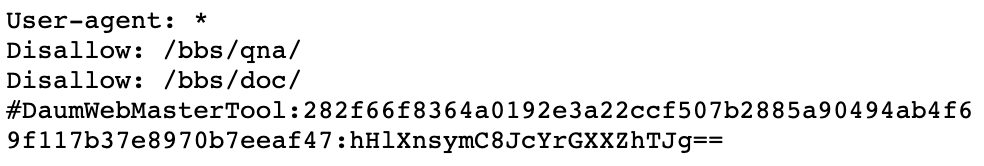 User-agent: *
Disallow: /bbs/qna/
Disallow: /bbs/doc/
#DaumWebMasterTool:282f66f8364a0192e3a22ccf507b2885a90494ab4f6
9f117b37e8970b7eeaf47:hHlXnsymC8JcYrGXXZhTJg==